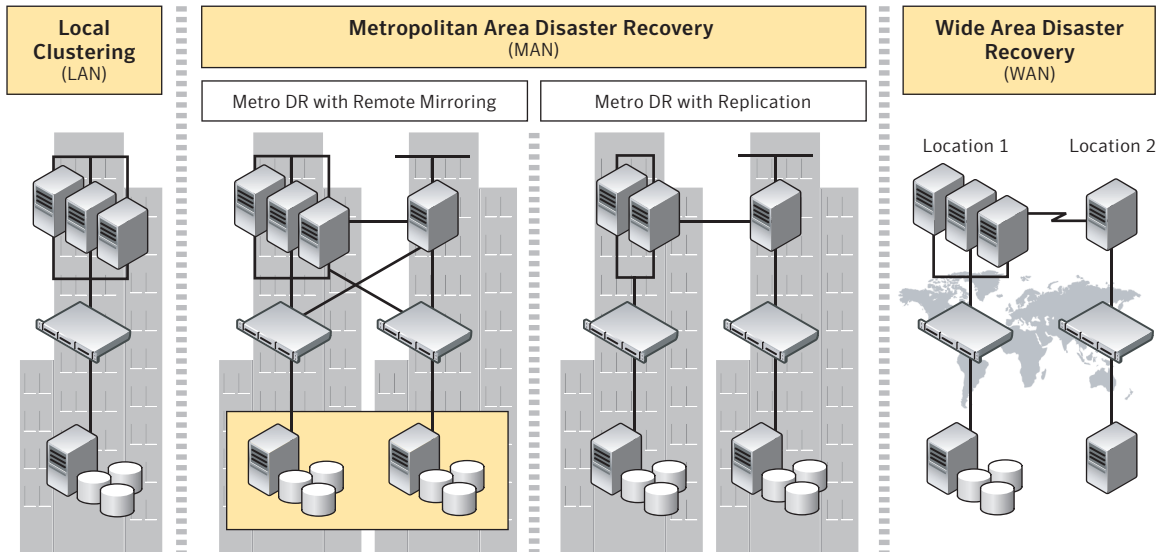 Local
Clustering
(LAN)
Metropolitan Area Disaster Recovery
(MAN)
Wide Area Disaster
Recovery
(WAN)
Metro DR with Remote Mirroring
Metro DR with Replication
Location 1
Location 2